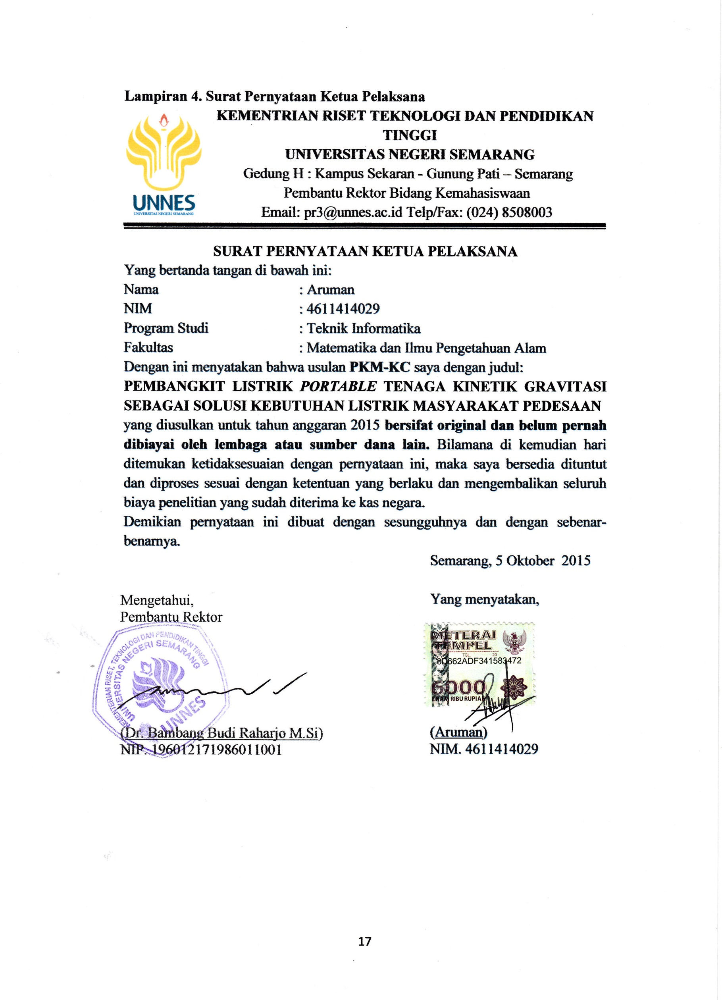 Lampiran 4. Surat Pernyataan Ketua Pelaksana
KEMENTRIAN RISET TEKNOLOGI DAN PENDIDIKAN
TINGGI
UNIVERSITAS NEGERI SEMARANG
Gedung H : Kampus Sekaran - Gunung Pati – Semarang
Pembantu Rektor Bidang Kemahasiswaan
Email: pr3@unnes.ac.id Telp/Fax: (024) 8508003
UNNES
UNIVERSITAS NEGERI SEMARANG
SURAT PERNYATAAN KETUA PELAKSANA
Yang bertanda tangan di bawah ini:
Nama : Aruman
NIM : 4611414029
Program Studi : Teknik Informatika
Fakultas : Matematika dan Ilmu Pengetahuan Alam
Dengan ini menyatakan bahwa usulan PKM-KC saya dengan judul:
PEMBANGKIT LISTRIK PORTABLE TENAGA KINETIK GRAVITASI
SEBAGAI SOLUSI KEBUTUHAN LISTRIK MASYARAKAT PEDESAAN
yang diusulkan untuk tahun anggaran 2015 bersifat original dan belum pernah
dibiayai oleh lembaga atau sumber dana lain. Bilamana di kemudian hari
ditemukan ketidaksesuaian dengan pernyataan ini, maka saya bersedia dituntut
dan diproses sesuai dengan ketentuan yang berlaku dan mengembalikan seluruh
biaya penelitian yang sudah diterima ke kas negara.
Demikian pernyataan ini dibuat dengan sesungguhnya dan dengan sebenar-
benarnya.
Semarang, 5 Oktober 2015
Mengetahui,
Pembantu Rektor
KEMENTERIAN RISET, TEKNOLOGI DAN PENDIDIKAN TINGGI
UNIVERSITAS NEGERI SEMARANG
UNNES
(Dr. Bambang Budi Raharjo M.Si)
NIP. 196012171986011001
Yang menyatakan,
METERAI
TEMPEL
TGL. 20
8D662ADF341583472
6000
ENAM RIBU RUPIAH
(Aruman)
NIM. 4611414029
17